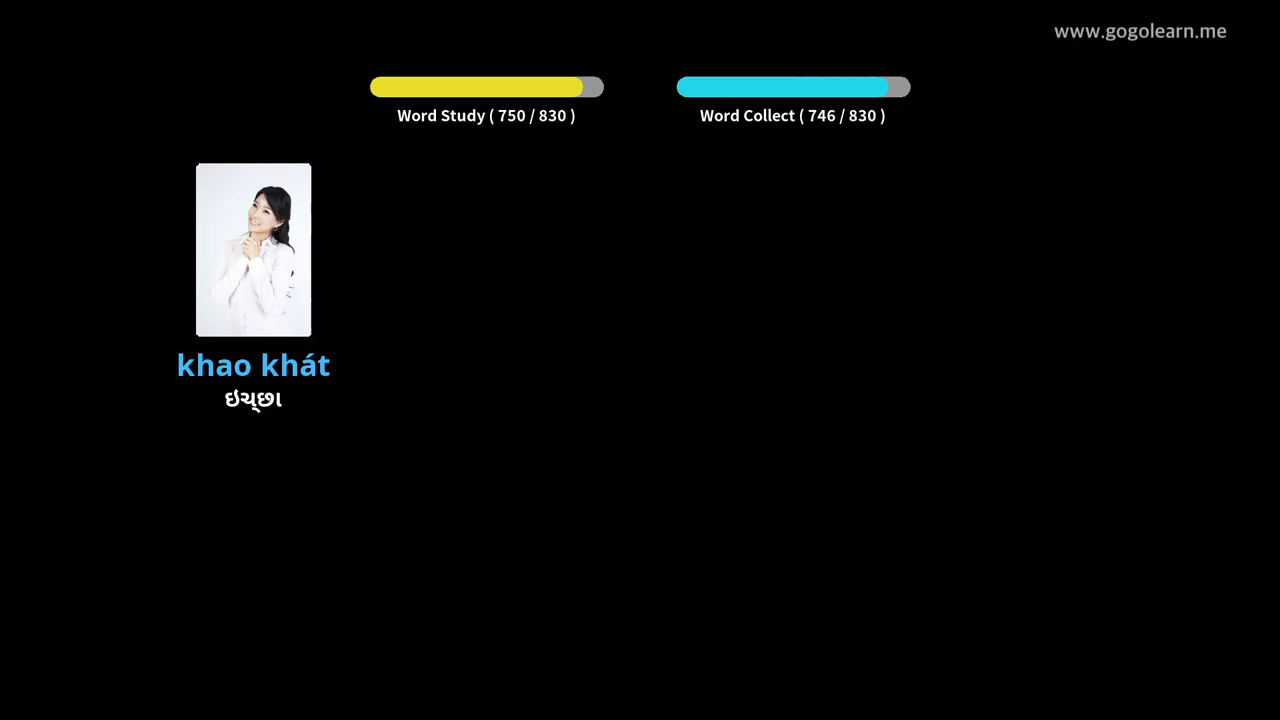 www.gogolearn.me
Word Study ( 750 / 830 )
Word Collect ( 746 / 830 )
khao khát
ઇચ્છા